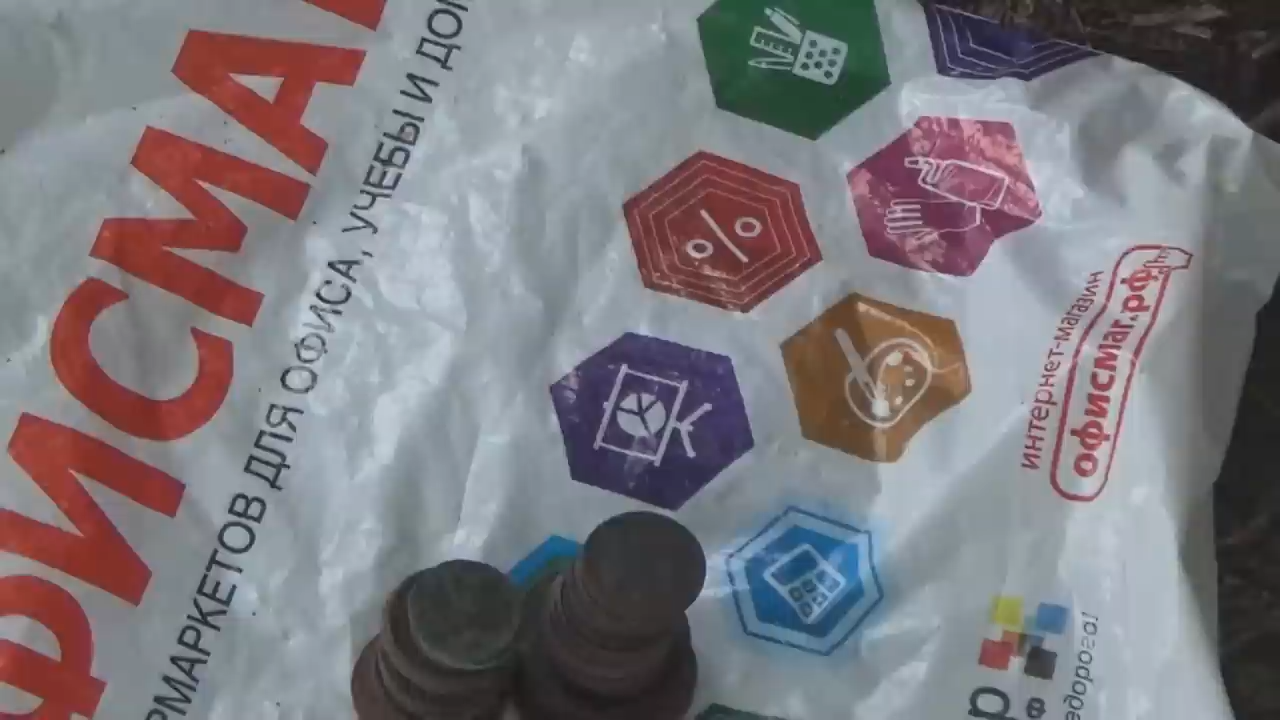 ФИСМА
РМАРКЕТОВ ДЛЯ ОФИСА, УЧЕБЫ И ДО
%
интернет-магазин
офисмаг.рф
едорога!